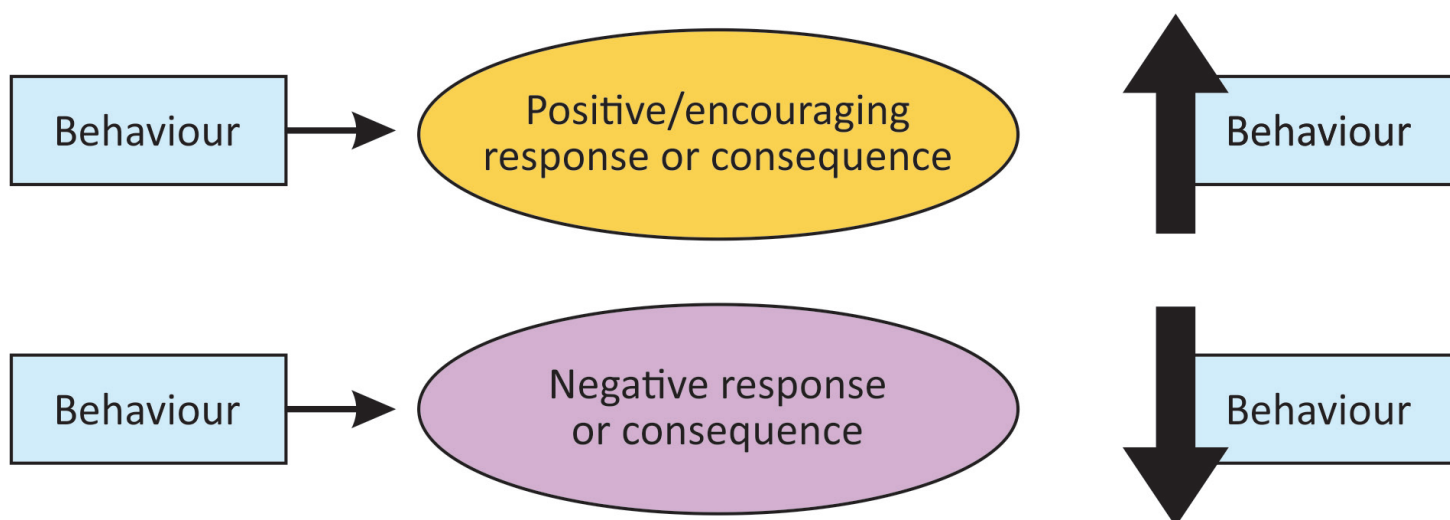 Behaviour
Positive/encouraging
response or consequence
Behaviour
Behaviour
Negative response
or consequence
Behaviour